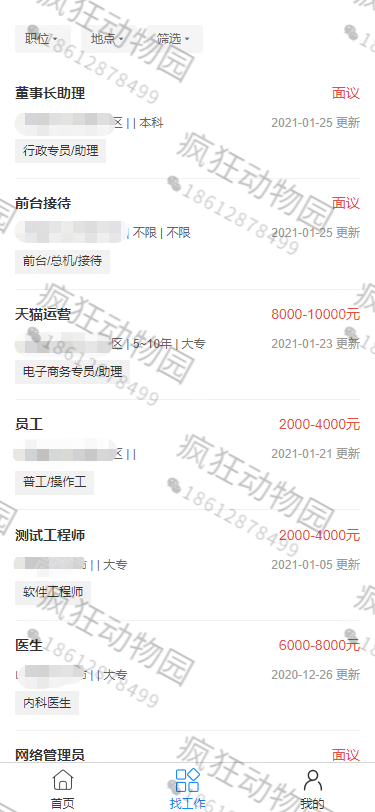 职位 地点 筛选
董事长助理 面议
区 | | 本科 2021-01-25 更新
行政专员/助理
前台接待 面议
| 不限 | 不限 2021-01-25 更新
前台/总机/接待
天猫运营 8000-10000元
区 | 5~10年 | 大专 2021-01-23 更新
电子商务专员/助理
员工 2000-4000元
区 | | 2021-01-21 更新
普工/操作工
测试工程师 2000-4000元
| | 大专 2021-01-05 更新
软件工程师
医生 6000-8000元
| | 大专 2020-12-26 更新
内科医生
网络管理员 面议
首页 找工作 我的
疯狂动物园
18612878499
疯狂动物园
18612878499
疯狂动物园
18612878499
疯狂动物园
18612878499
疯狂动物园
18612878499
疯狂动物园